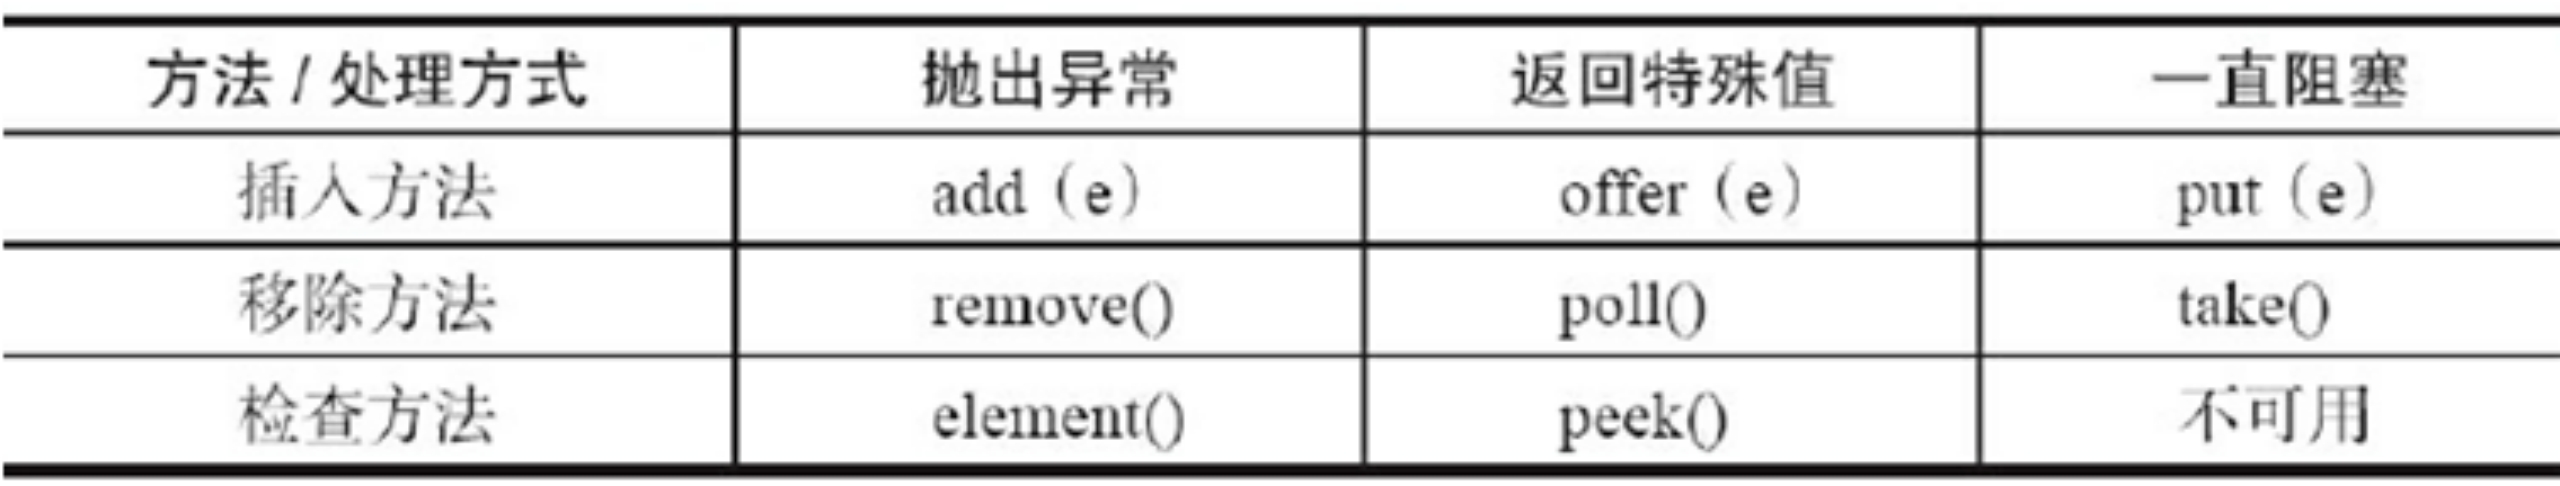 方法 / 处理方式 抛出异常 返回特殊值 一直阻塞
插入方法 add（e） offer（e） put（e）
移除方法 remove() poll() take()
检查方法 element() peek() 不可用